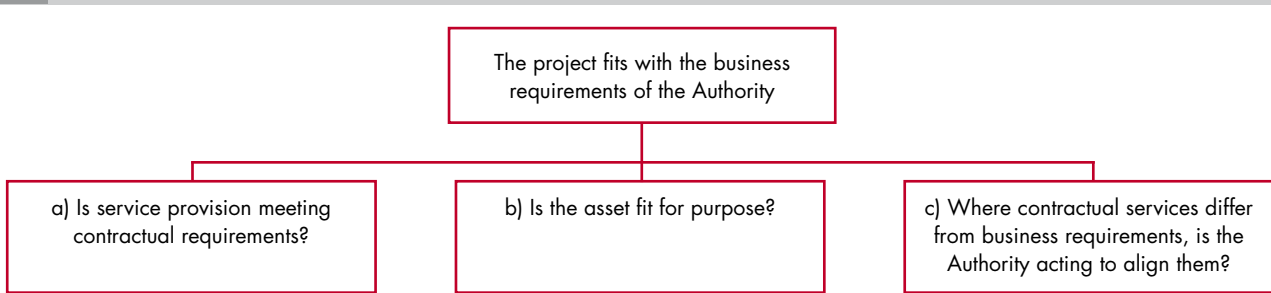 The project fits with the business
requirements of the Authority
a) Is service provision meeting
contractual requirements?
b) Is the asset fit for purpose?
c) Where contractual services differ
from business requirements, is the
Authority acting to align them?